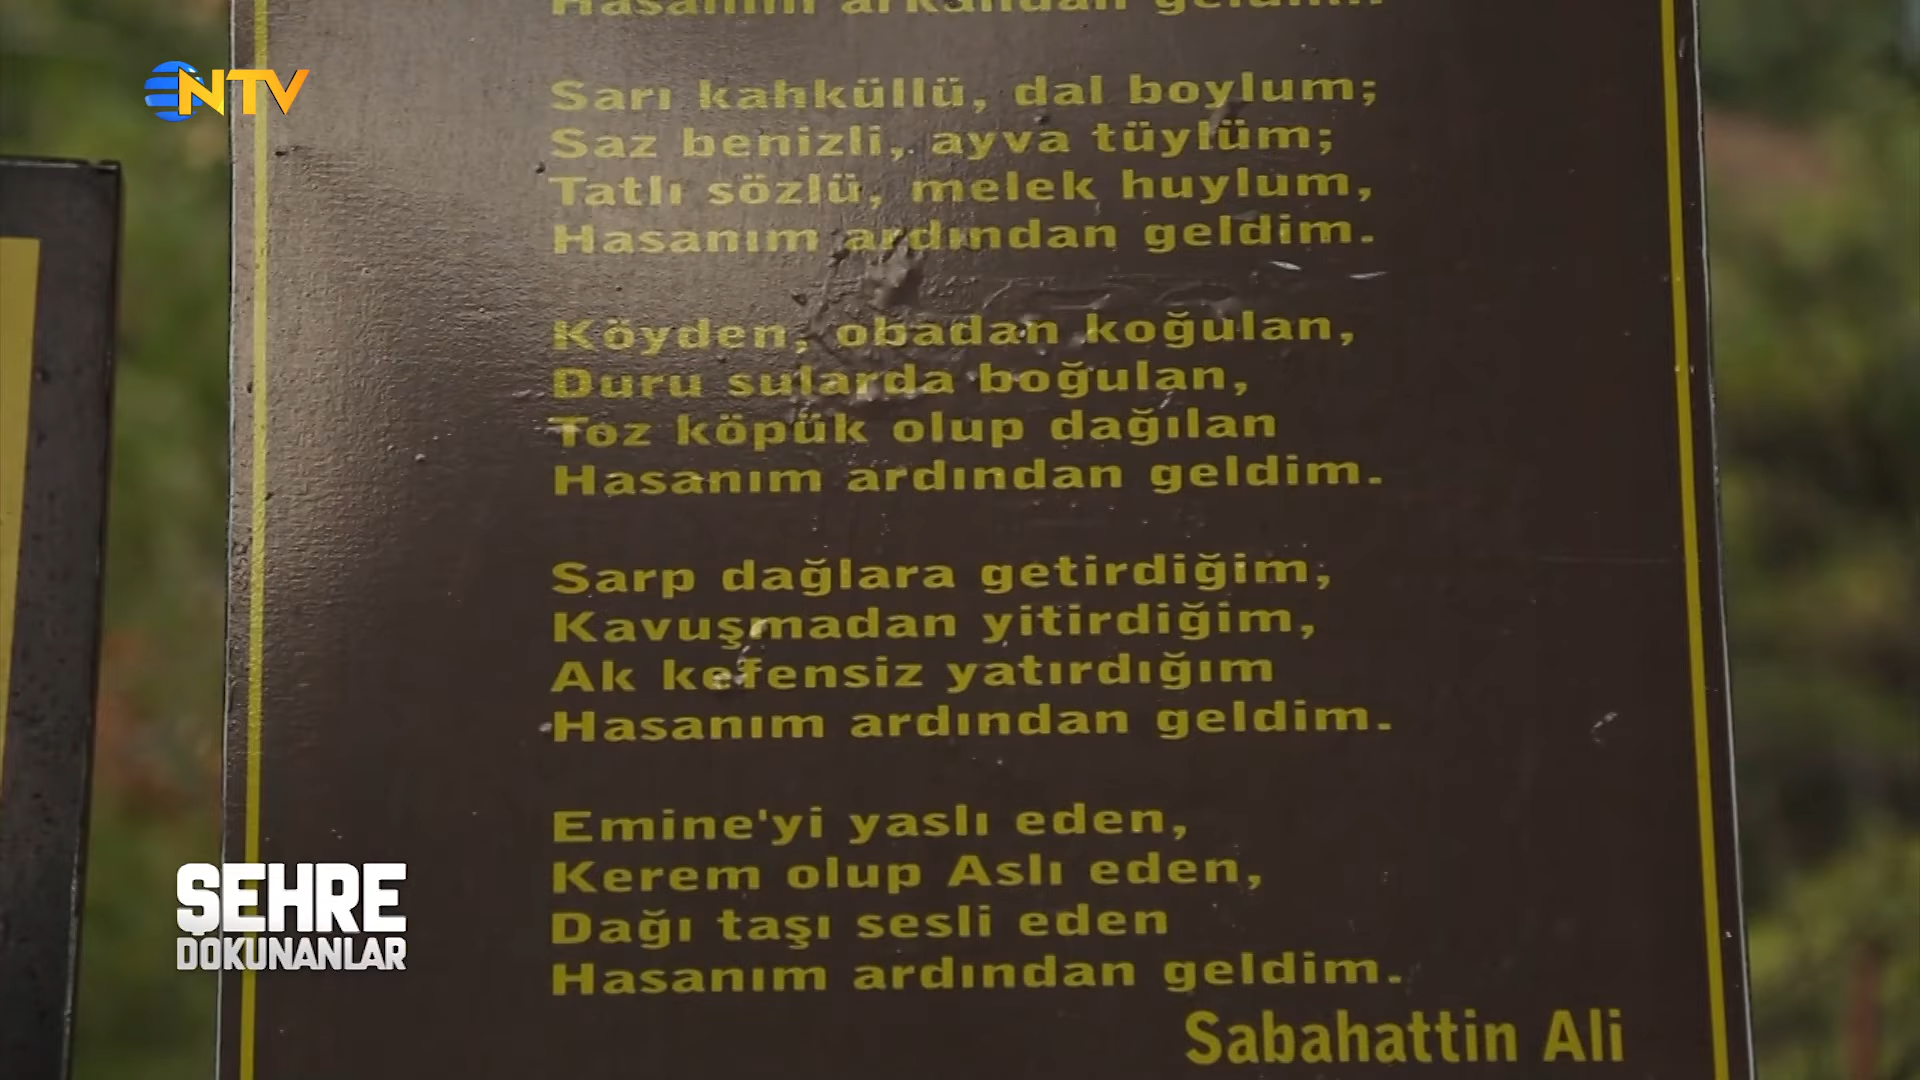 Hasanım arkandan geldim.
NTV
Sarı kahküllü, dal boylum;
Saz benizli, ayva tüylüm;
Tatlı sözlü, melek huylum,
Hasanım ardından geldim.
Köyden, obadan koğulan,
Duru sularda boğulan,
Toz köpük olup dağılan
Hasanım ardından geldim.
Sarp dağlara getirdiğim,
Kavuşmadan yitirdiğim,
Ak kefensiz yatırdığım
Hasanım ardından geldim.
Emine'yi yaslı eden,
Kerem olup Aslı eden,
Dağı taşı sesli eden
Hasanım ardından geldim.
Sabahattin Ali
ŞEHRE
DOKUNANLAR